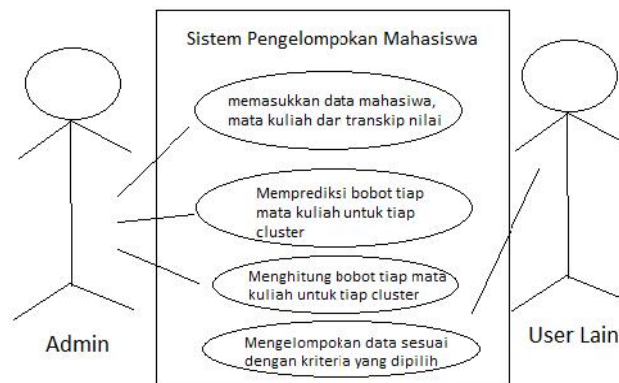 Sistem Pengelompokan Mahasiswa
memasukkan data mahasiwa,
mata kuliah dar transkip nilai
Memprediksi bobot tiap
mata kuliah untuk tiap
cluster
Menghitung bobot tiap mata
kuliah untuk tiap cluster
Mengelompokan data sesuai
dengan kriteria yang dipilih
Admin
User Lain